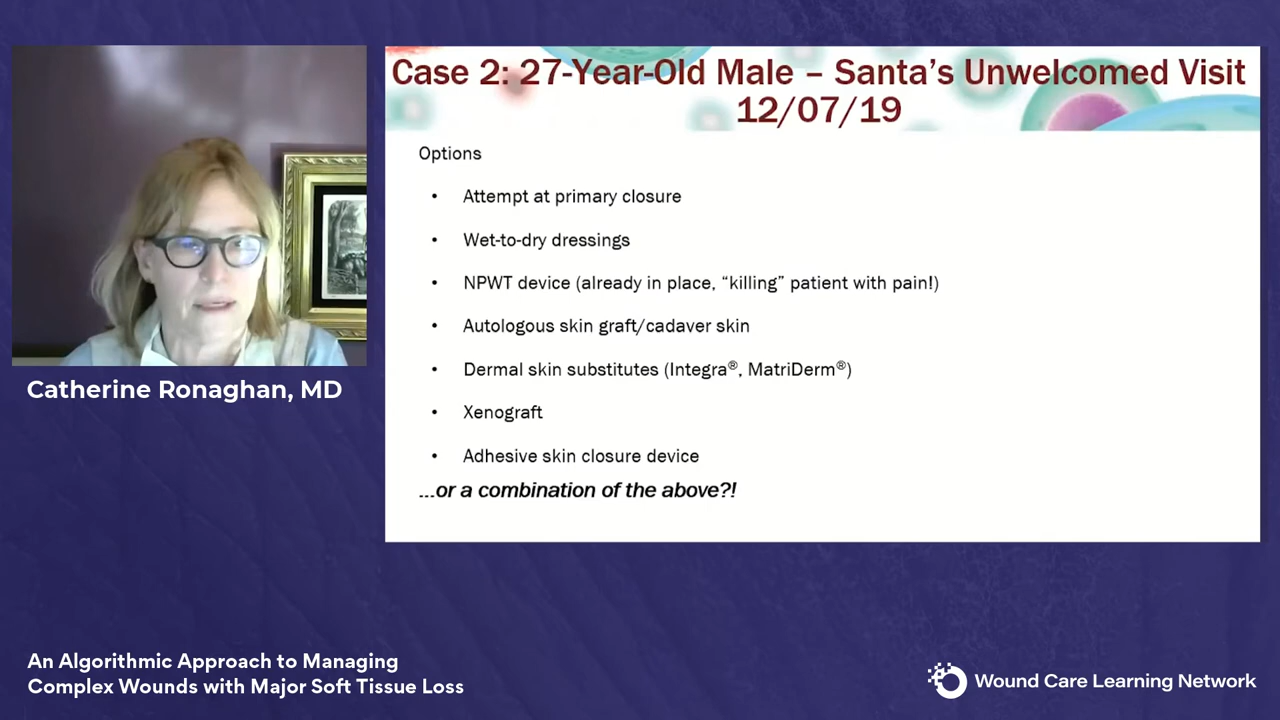 Case 2: 27-Year-Old Male – Santa's Unwelcomed Visit
12/07/19
Options
• Attempt at primary closure
• Wet-to-dry dressings
• NPWT device (already in place, “killing” patient with pain!)
• Autologous skin graft/cadaver skin
• Dermal skin substitutes (Integra®, MatriDerm®)
• Xenograft
• Adhesive skin closure device
...or a combination of the above?!
Catherine Ronaghan, MD
An Algorithmic Approach to Managing
Complex Wounds with Major Soft Tissue Loss
Wound Care Learning Network